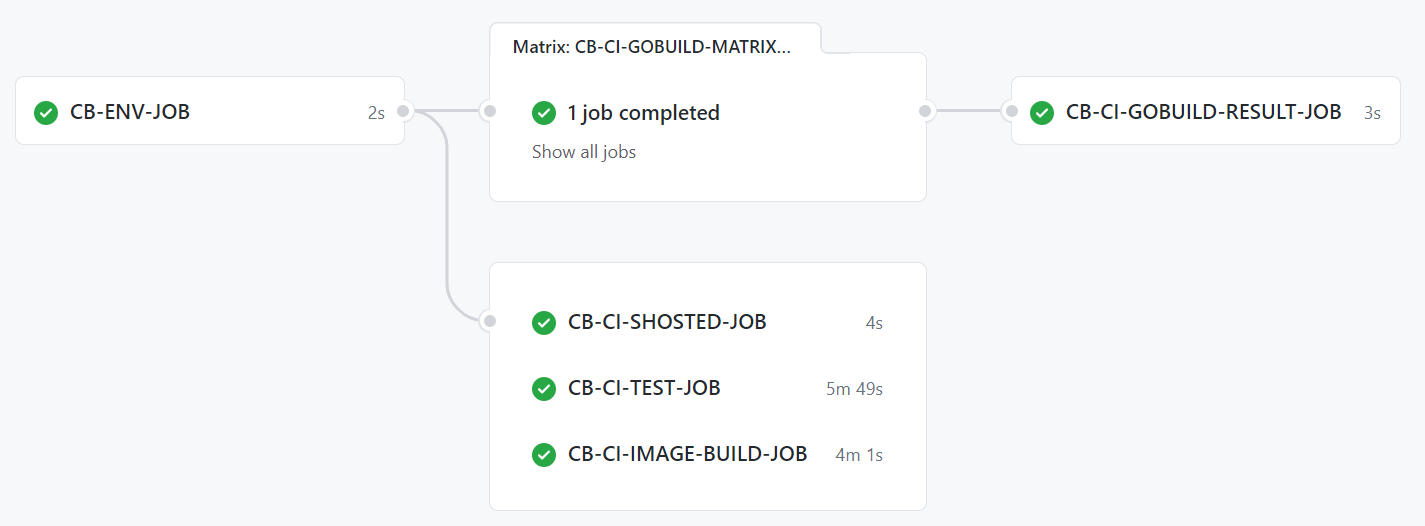 Matrix: CB-CI-GOBUILD-MATRIX...
CB-ENV-JOB 2s
1 job completed
Show all jobs
CB-CI-GOBUILD-RESULT-JOB 3s
CB-CI-SHOSTED-JOB 4s
CB-CI-TEST-JOB 5m 49s
CB-CI-IMAGE-BUILD-JOB 4m 1s